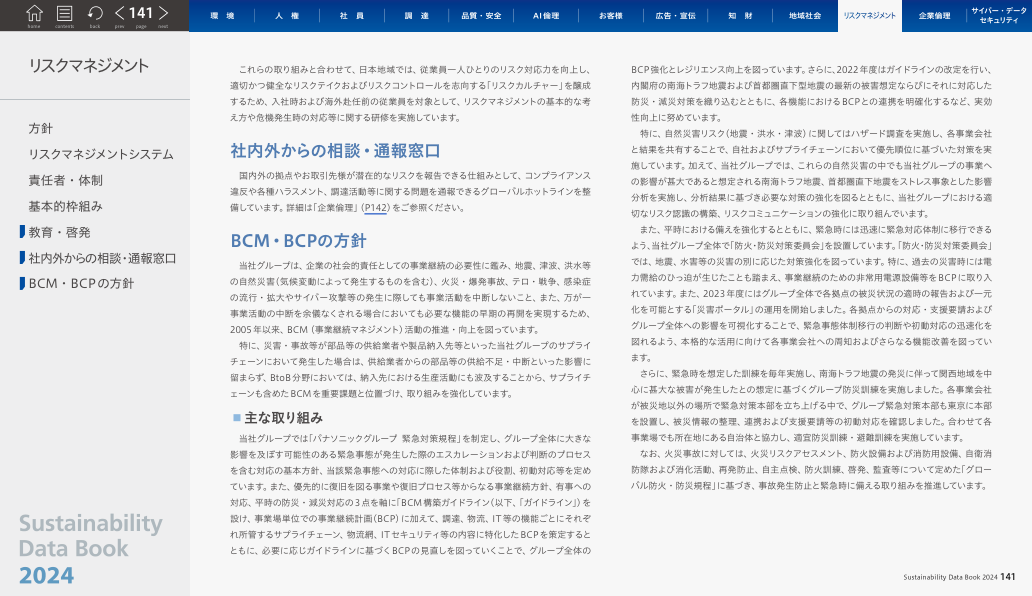 home contents back prev 141 page next
環　境
人　権
社　員
調　達
品質・安全
AI倫理
お客様
広告・宣伝
知　財
地域社会
リスクマネジメント
企業倫理
サイバー・データ
セキュリティ
リスクマネジメント
方針
リスクマネジメントシステム
責任者・体制
基本的枠組み
教育・啓発
社内外からの相談・通報窓口
BCM・BCPの方針
Sustainability
Data Book
2024
これらの取り組みと合わせて、日本地域では、従業員一人ひとりのリスク対応力を向上し、
適切かつ健全なリスクテイクおよびリスクコントロールを志向する「リスクカルチャー」を醸成
するため、入社時および海外赴任前の従業員を対象として、リスクマネジメントの基本的な考
え方や危機発生時の対応等に関する研修を実施しています。
社内外からの相談・通報窓口
国内外の拠点やお取引先様が潜在的なリスクを報告できる仕組みとして、コンプライアンス
違反や各種ハラスメント、調達活動等に関する問題を通報できるグローバルホットラインを整
備しています。詳細は「企業倫理」（P142）をご参照ください。
BCM・BCPの方針
当社グループは、企業の社会的責任としての事業継続の必要性に鑑み、地震、津波、洪水等
の自然災害（気候変動によって発生するものを含む）、火災・爆発事故、テロ・戦争、感染症
の流行・拡大やサイバー攻撃等の発生に際しても事業活動を中断しないこと、また、万が一
事業活動の中断を余儀なくされる場合においても必要な機能の早期の再開を実現するため、
2005年以来、BCM（事業継続マネジメント）活動の推進・向上を図っています。
特に、災害・事故等が部品等の供給業者や製品納入先等といった当社グループのサプライ
チェーンにおいて発生した場合は、供給業者からの部品等の供給不足・中断といった影響に
留まらず、BtoB分野においては、納入先における生産活動にも波及することから、サプライチ
ェーンも含めたBCMを重要課題と位置づけ、取り組みを強化しています。
■ 主な取り組み
当社グループでは「パナソニックグループ 緊急対策規程」を制定し、グループ全体に大きな
影響を及ぼす可能性のある緊急事態が発生した際のエスカレーションおよび判断のプロセス
を含む対応の基本方針、当該緊急事態への対応に際した体制および役割、初動対応等を定め
ています。また、優先的に復旧を図る事業や復旧プロセス等からなる事業継続方針、有事への
対応、平時の防災・減災対応の3点を軸に「BCM構築ガイドライン（以下、「ガイドライン」）を
設け、事業場単位での事業継続計画（BCP）に加えて、調達、物流、IT等の機能ごとにそれぞ
れ所管するサプライチェーン、物流網、ITセキュリティ等の内容に特化したBCPを策定すると
ともに、必要に応じガイドラインに基づくBCPの見直しを図っていくことで、グループ全体の
BCP強化とレジリエンス向上を図っています。さらに、2022年度はガイドラインの改定を行い、
内閣府の南海トラフ地震および首都圏直下型地震の最新の被害想定ならびにそれに対応した
防災・減災対策を織り込むとともに、各機能におけるBCPとの連携を明確化するなど、実効
性向上に努めています。
特に、自然災害リスク（地震・洪水・津波）に関してはハザード調査を実施し、各事業会社
と結果を共有することで、自社およびサプライチェーンにおいて優先順位に基づいた対策を実
施しています。加えて、当社グループでは、これらの自然災害の中でも当社グループの事業へ
の影響が甚大であると想定される南海トラフ地震、首都圏直下地震をストレス事象とした影響
分析を実施し、分析結果に基づき必要な対策の強化を図るとともに、当社グループにおける適
切なリスク認識の構築、リスクコミュニケーションの強化に取り組んでいます。
また、平時における備えを強化するとともに、緊急時には迅速に緊急対応体制に移行できる
よう、当社グループ全体で「防火・防災対策委員会」を設置しています。「防火・防災対策委員会」
では、地震、水害等の災害の別に応じた対策強化を図っています。特に、過去の災害時には電
力需給のひっ迫が生じたことも踏まえ、事業継続のための非常用電源設備等をBCPに取り入
れています。また、2023年度にはグループ全体で各拠点の被災状況の適時の報告および一元
化を可能とする「災害ポータル」の運用を開始しました。各拠点からの対応・支援要請および
グループ全体への影響を可視化することで、緊急事態体制移行の判断や初動対応の迅速化を
図れるよう、本格的な活用に向けて各事業会社への周知およびさらなる機能改善を図ってい
ます。
さらに、緊急時を想定した訓練を毎年実施し、南海トラフ地震の発災に伴って関西地域を中
心に甚大な被害が発生したとの想定に基づくグループ防災訓練を実施しました。各事業会社
が被災地以外の場所で緊急対策本部を立ち上げる中で、グループ緊急対策本部も東京に本部
を設置し、被災情報の整理、連携および支援要請等の初動対応を確認しました。合わせて各
事業場でも所在地にある自治体と協力し、適宜防災訓練・避難訓練を実施しています。
なお、火災事故に対しては、火災リスクアセスメント、防火設備および消防用設備、自衛消
防隊および消化活動、再発防止、自主点検、防火訓練、啓発、監査等について定めた「グロー
バル防火・防災規程」に基づき、事故発生防止と緊急時に備える取り組みを推進しています。
Sustainability Data Book 2024 141